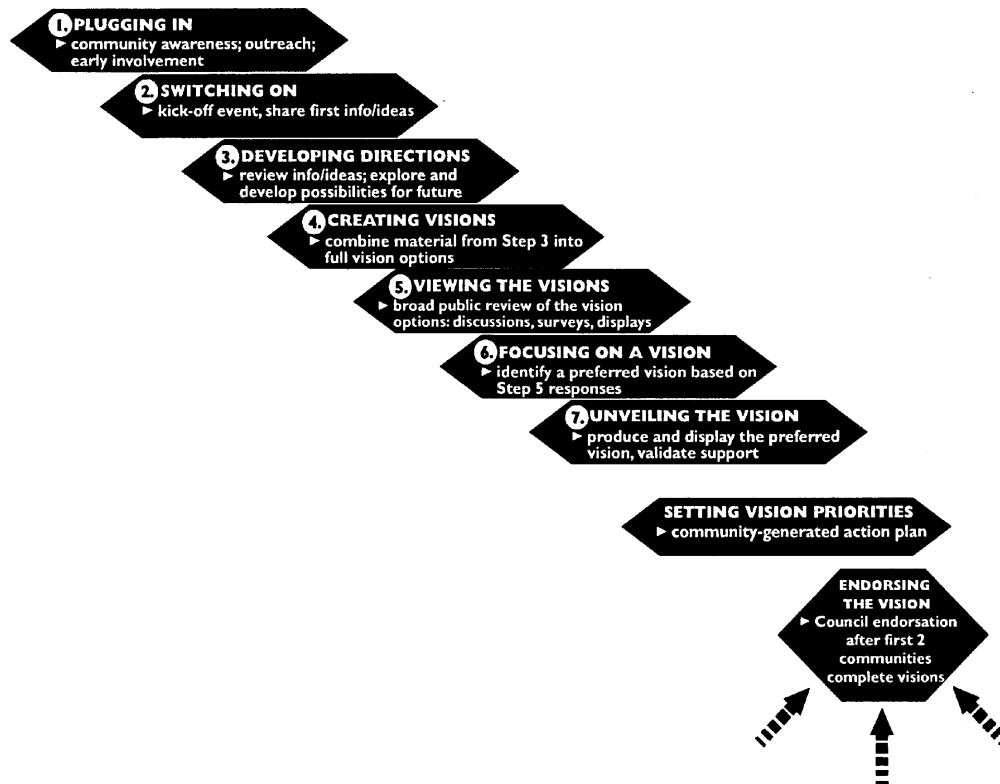 1. PLUGGING IN
► community awareness; outreach;
early involvement
2. SWITCHING ON
► kick-off event, share first info/ideas
3. DEVELOPING DIRECTIONS
► review info/ideas; explore and
develop possibilities for future
4. CREATING VISIONS
► combine material from Step 3 into
full vision options
5. VIEWING THE VISIONS
► broad public review of the vision
options: discussions, surveys, displays
6. FOCUSING ON A VISION
► identify a preferred vision based on
Step 5 responses
7. UNVEILING THE VISION
► produce and display the preferred
vision, validate support
SETTING VISION PRIORITIES
► community-generated action plan
ENDORSING
THE VISION
► Council endorsation
after first 2
communities
complete visions